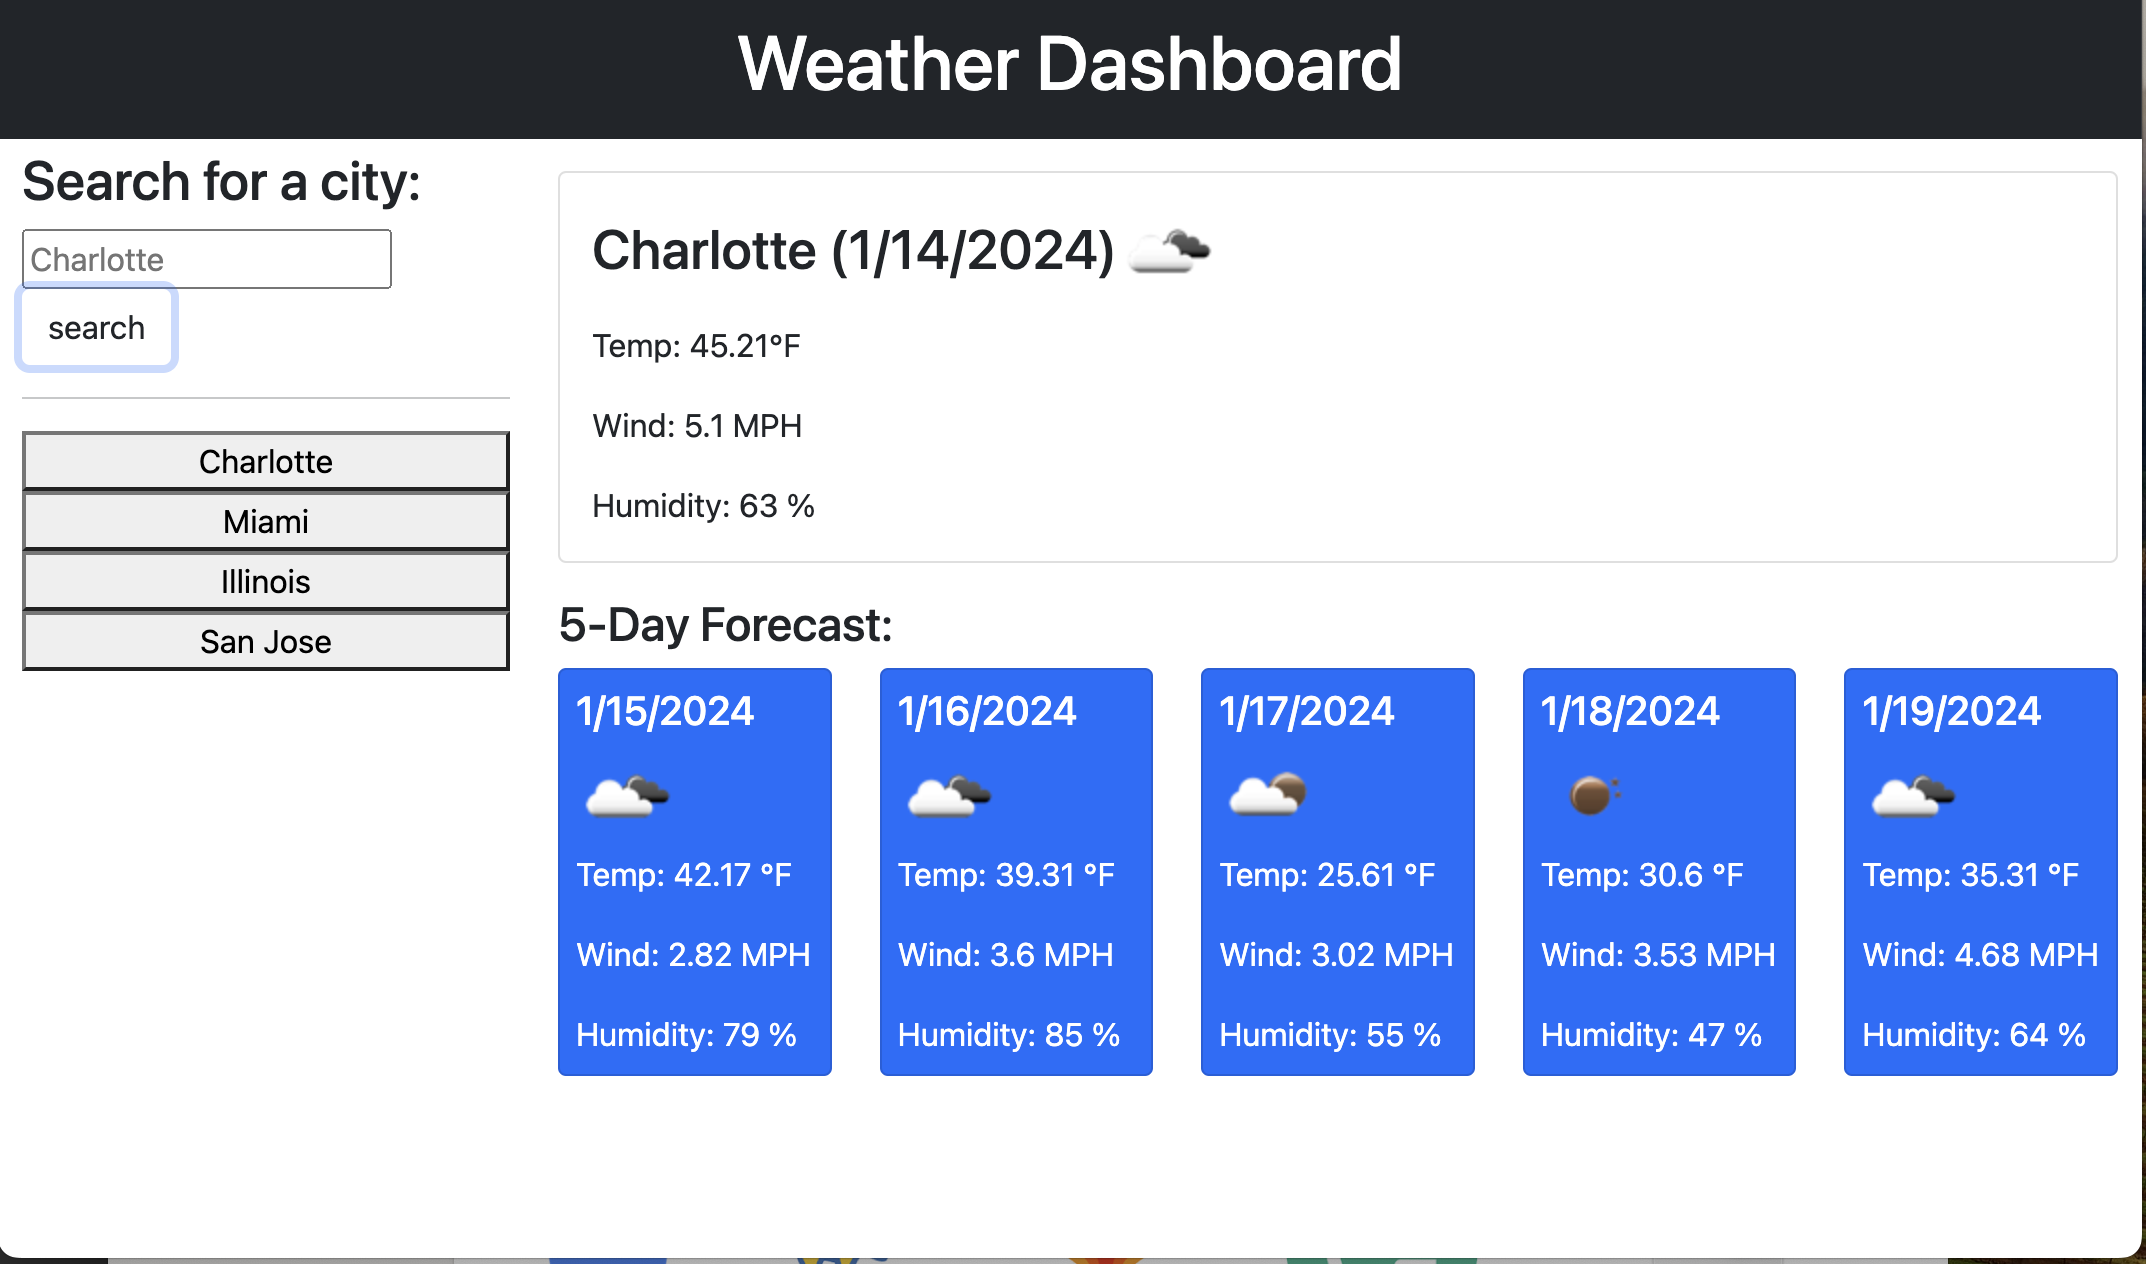 Weather Dashboard
Search for a city:
Charlotte
search
Charlotte
Miami
Illinois
San Jose
Charlotte (1/14/2024)
Temp: 45.21°F
Wind: 5.1 MPH
Humidity: 63 %
5-Day Forecast:
1/15/2024
Temp: 42.17 °F
Wind: 2.82 MPH
Humidity: 79 %
1/16/2024
Temp: 39.31 °F
Wind: 3.6 MPH
Humidity: 85 %
1/17/2024
Temp: 25.61 °F
Wind: 3.02 MPH
Humidity: 55 %
1/18/2024
Temp: 30.6 °F
Wind: 3.53 MPH
Humidity: 47 %
1/19/2024
Temp: 35.31 °F
Wind: 4.68 MPH
Humidity: 64 %